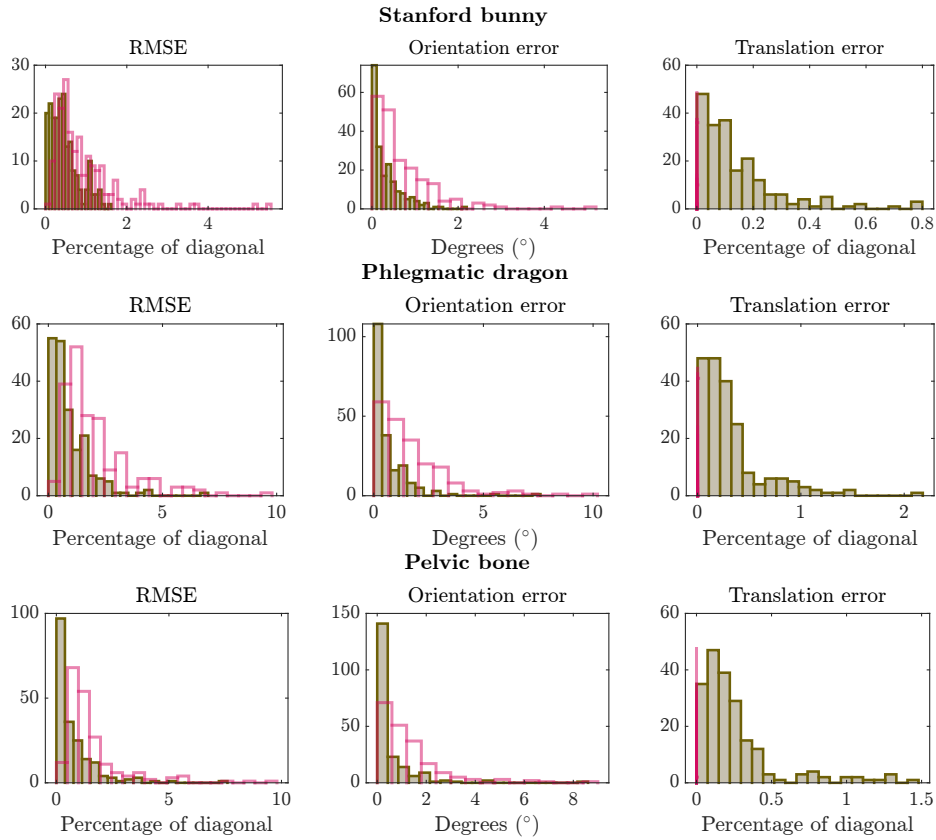 Stanford bunny
RMSE
Orientation error
Translation error
30
20
10
0
0 2 4
Percentage of diagonal
60
40
20
0
0 2 4
Degrees (°)
60
40
20
0
0 0.2 0.4 0.6 0.8
Percentage of diagonal
Phlegmatic dragon
RMSE
Orientation error
Translation error
60
40
20
0
0 5 10
Percentage of diagonal
100
50
0
0 5 10
Degrees (°)
60
40
20
0
0 1 2
Percentage of diagonal
Pelvic bone
RMSE
Orientation error
Translation error
100
50
0
0 5 10
Percentage of diagonal
150
100
50
0
0 2 4 6 8
Degrees (°)
60
40
20
0
0 0.5 1 1.5
Percentage of diagonal